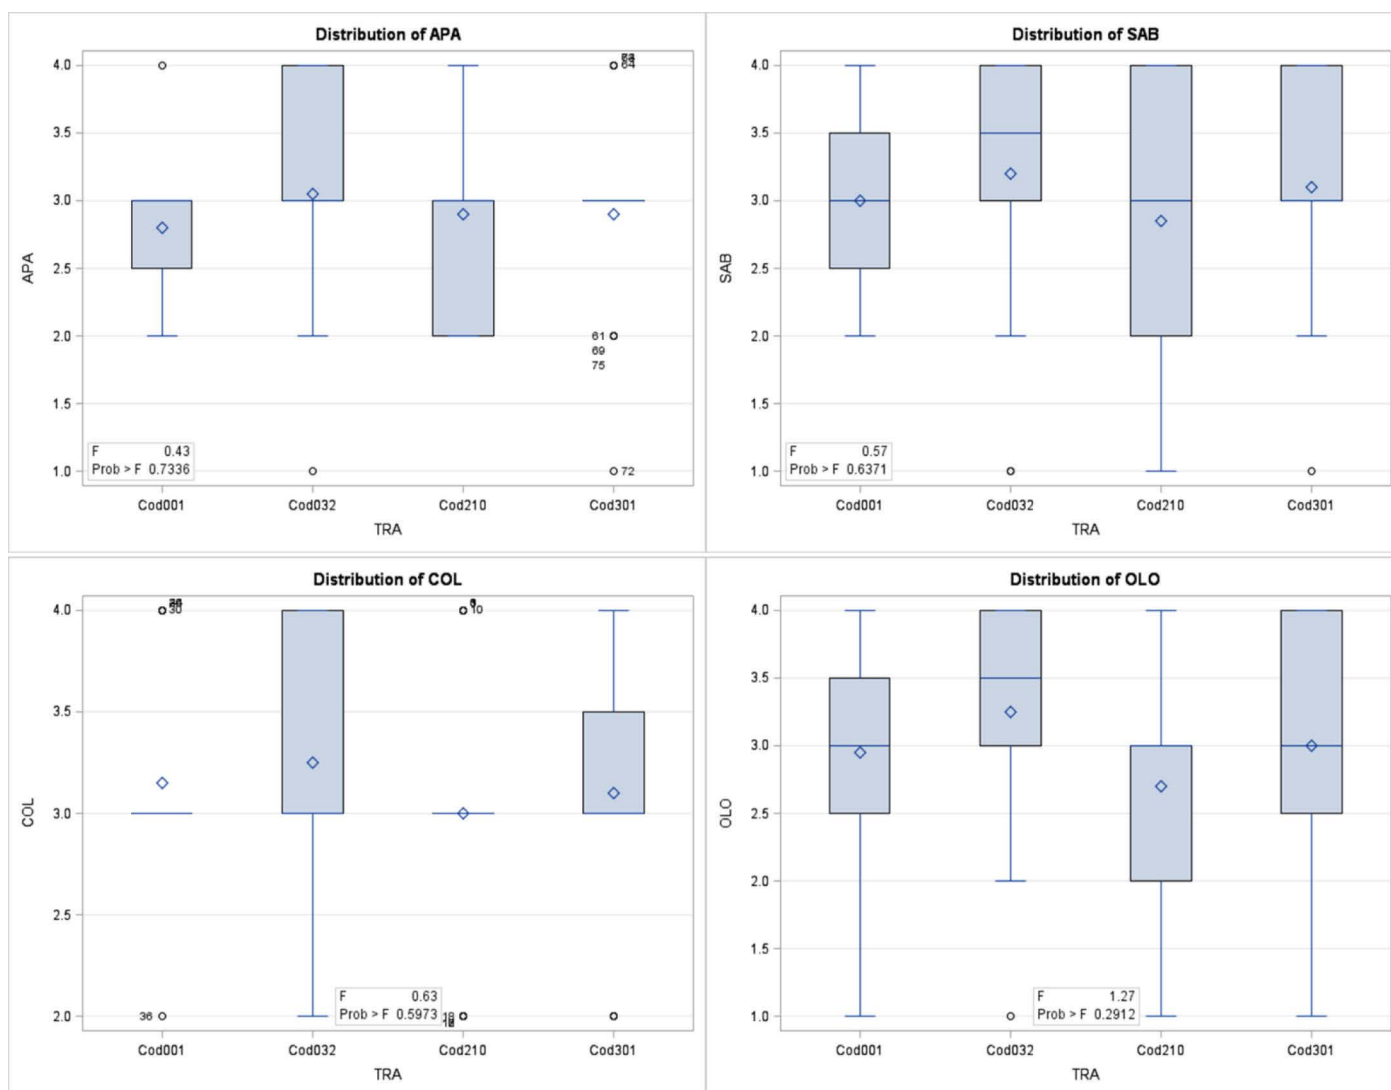 Distribution of APA
4.0
3.5
3.0
2.5
2.0
1.5
1.0
APA
64
61
69
75
72
F 0.43
Prob > F 0.7336
Cod001 Cod032 Cod210 Cod301
TRA
Distribution of SAB
4.0
3.5
3.0
2.5
2.0
1.5
1.0
SAB
F 0.57
Prob > F 0.6371
Cod001 Cod032 Cod210 Cod301
TRA
Distribution of COL
4.0
3.5
3.0
2.5
2.0
COL
30
10
36
18
F 0.63
Prob > F 0.5973
Cod001 Cod032 Cod210 Cod301
TRA
Distribution of OLO
4.0
3.5
3.0
2.5
2.0
1.5
1.0
OLO
F 1.27
Prob > F 0.2912
Cod001 Cod032 Cod210 Cod301
TRA